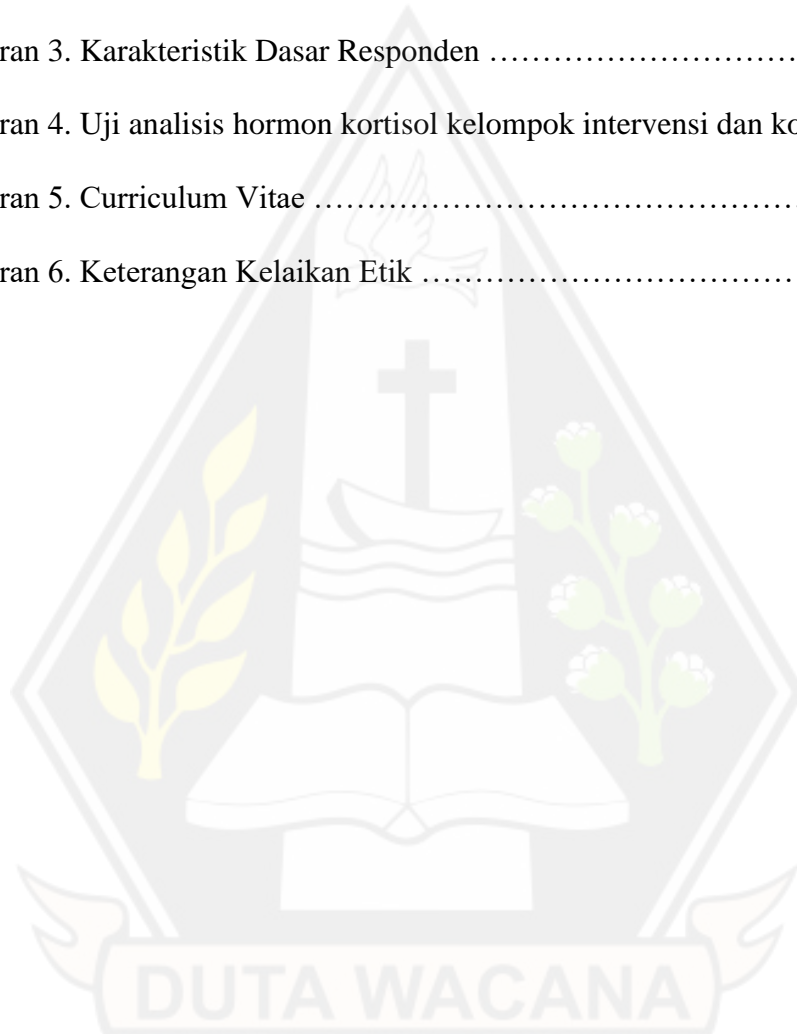 ran 3. Karakteristik Dasar Responden ……………………………
ran 4. Uji analisis hormon kortisol kelompok intervensi dan ko
ran 5. Curriculum Vitae ……………………………………………
ran 6. Keterangan Kelaikan Etik …………………………………
DUTA WACANA